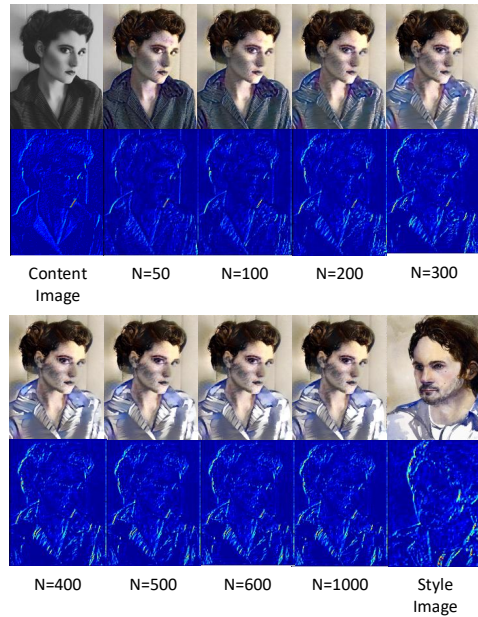 Content
Image
N=50
N=100
N=200
N=300
N=400
N=500
N=600
N=1000
Style
Image